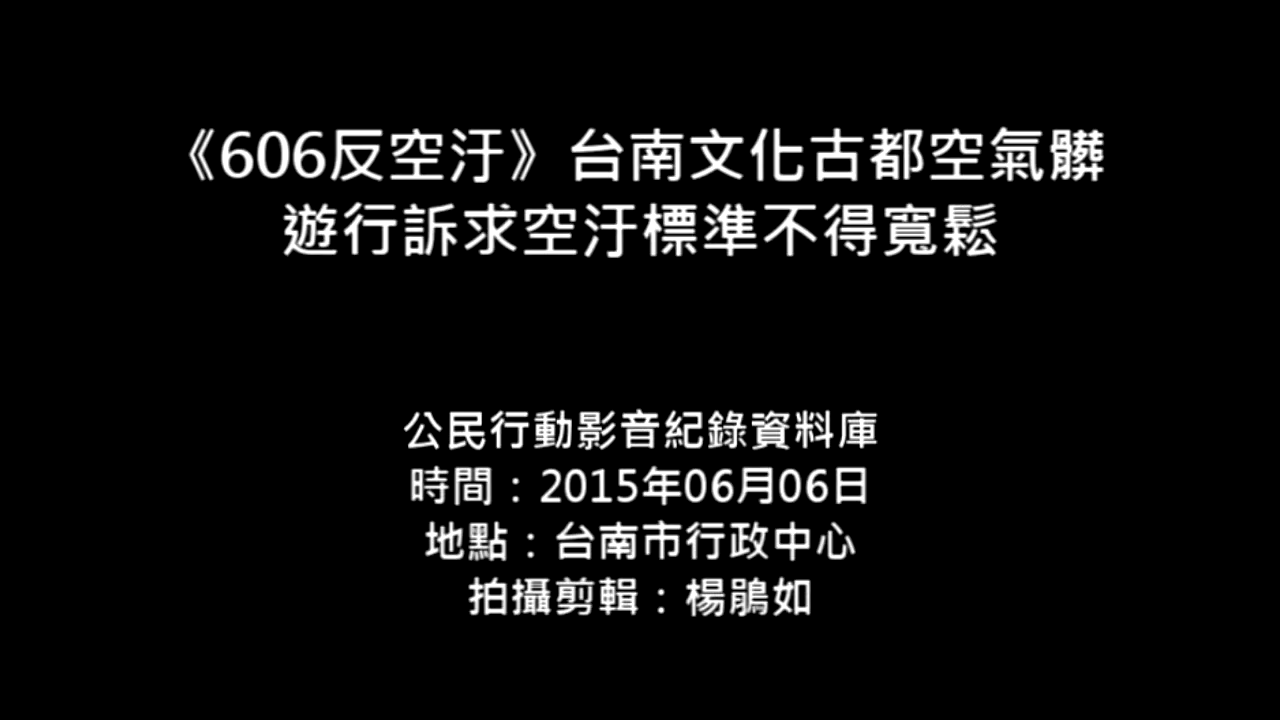 《606反空汙》台南文化古都空氣髒
遊行訴求空汙標準不得寬鬆
公民行動影音紀錄資料庫
時間：2015年06月06日
地點：台南市行政中心
拍攝剪輯：楊鵑如